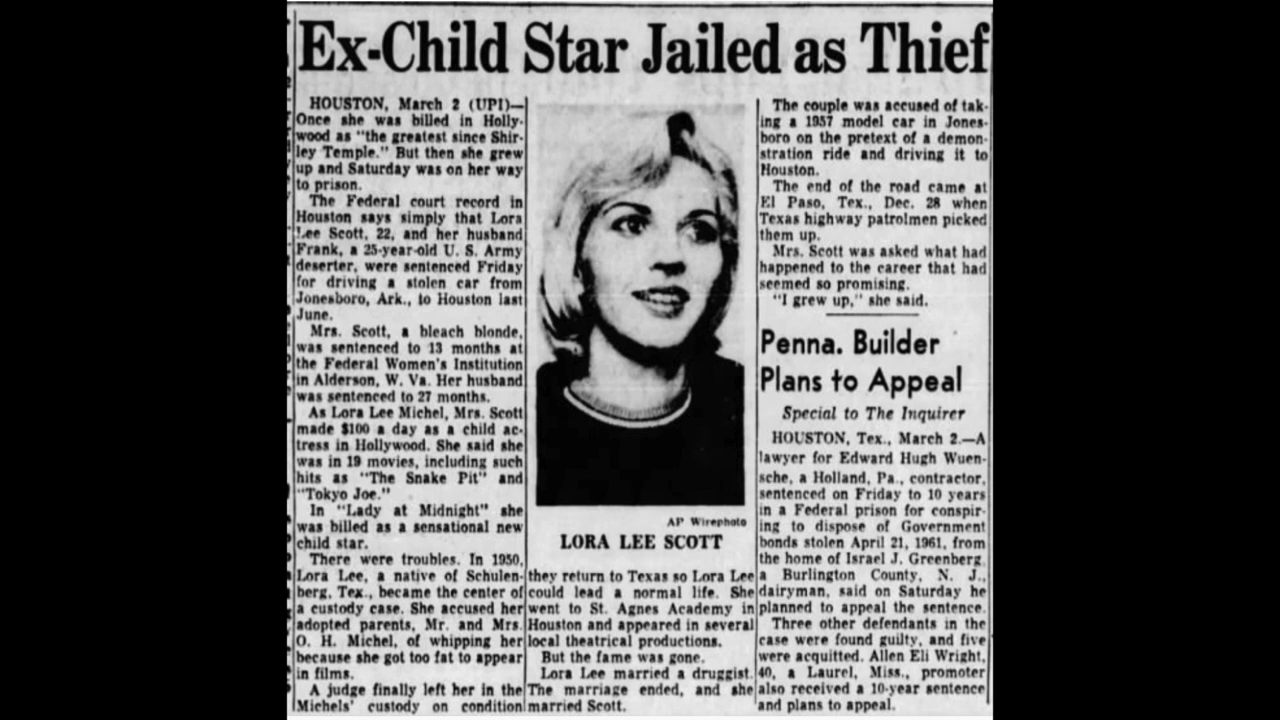 Ex-Child Star Jailed as Thief
HOUSTON, March 2 (UPI)—
Once she was billed in Holly-
wood as "the greatest since Shir-
ley Temple." But then she grew
up and Saturday was on her way
to prison.
The Federal court record in
Houston says simply that Lora
Lee Scott, 22, and her husband
Frank, a 25-year-old U. S. Army
deserter, were sentenced Friday
for driving a stolen car from
Jonesboro, Ark., to Houston last
June.
Mrs. Scott, a bleach blonde,
was sentenced to 13 months at
the Federal Women's Institution
in Alderson, W. Va. Her husband
was sentenced to 27 months.
As Lora Lee Michel, Mrs. Scott
made $100 a day as a child ac-
tress in Hollywood. She said she
was in 19 movies, including such
hits as "The Snake Pit" and
"Tokyo Joe."
In "Lady at Midnight" she
was billed as a sensational new
child star.
There were troubles. In 1950,
Lora Lee, a native of Schulen-
berg, Tex., became the center of
a custody case. She accused her
adopted parents, Mr. and Mrs.
O. H. Michel, of whipping her
because she got too fat to appear
in films.
A judge finally left her in the
Michels' custody on condition
AP Wirephoto
LORA LEE SCOTT
they return to Texas so Lora Lee
could lead a normal life. She
went to St. Agnes Academy in
Houston and appeared in several
local theatrical productions.
But the fame was gone.
Lora Lee married a druggist.
The marriage ended, and she
married Scott.
The couple was accused of tak-
ing a 1957 model car in Jones-
boro on the pretext of a demon-
stration ride and driving it to
Houston.
The end of the road came at
El Paso, Tex., Dec. 28 when
Texas highway patrolmen picked
them up.
Mrs. Scott was asked what had
happened to the career that had
seemed so promising.
"I grew up," she said.
Penna. Builder
Plans to Appeal
Special to The Inquirer
HOUSTON, Tex., March 2.—A
lawyer for Edward Hugh Wuen-
sche, a Holland, Pa., contractor,
sentenced on Friday to 10 years
in a Federal prison for conspir-
ing to dispose of Government
bonds stolen April 21, 1961, from
the home of Israel J. Greenberg,
a Burlington County, N. J.,
dairyman, said on Saturday he
planned to appeal the sentence.
Three other defendants in the
case were found guilty, and five
were acquitted. Allen Eli Wright,
40, a Laurel, Miss., promoter
also received a 10-year sentence
and plans to appeal.